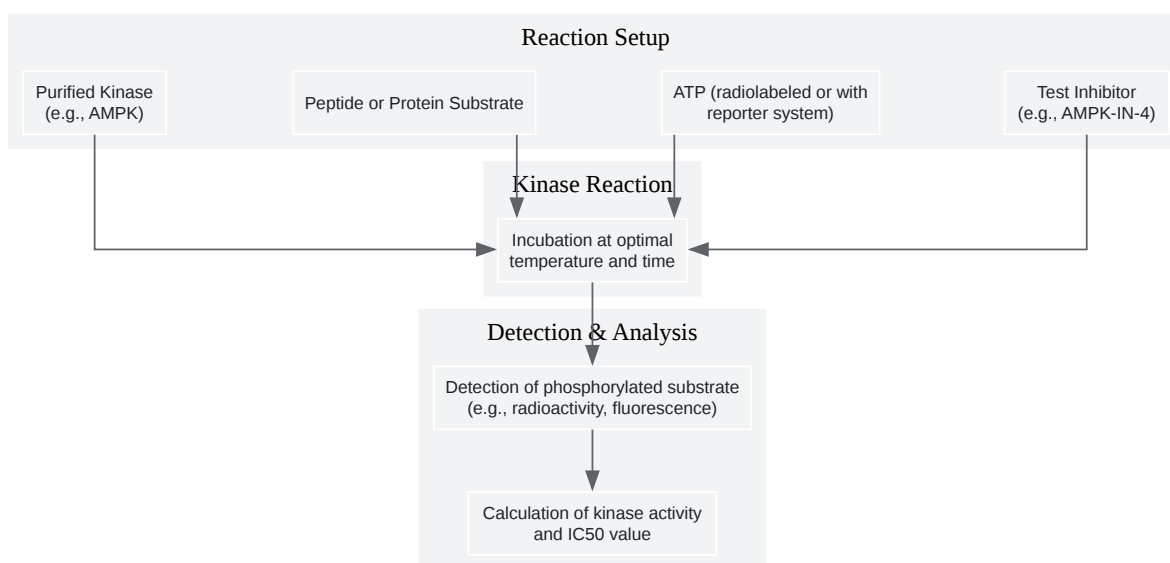 Reaction Setup
Purified Kinase
(e.g., AMPK)
Peptide or Protein Substrate
ATP (radiolabeled or with
reporter system)
Test Inhibitor
(e.g., AMPK-IN-4)
Kinase Reaction
Incubation at optimal
temperature and time
Detection & Analysis
Detection of phosphorylated substrate
(e.g., radioactivity, fluorescence)
Calculation of kinase activity
and IC50 value